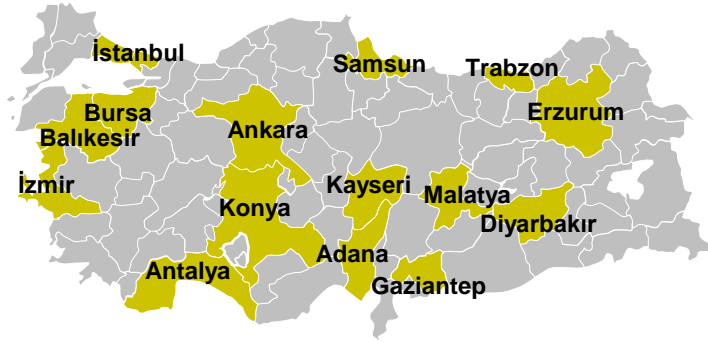 İstanbul
Samsun
Trabzon
Bursa
Erzurum
Ankara
Balıkesir
İzmir
Kayseri
Malatya
Konya
Diyarbakır
Adana
Antalya
Gaziantep